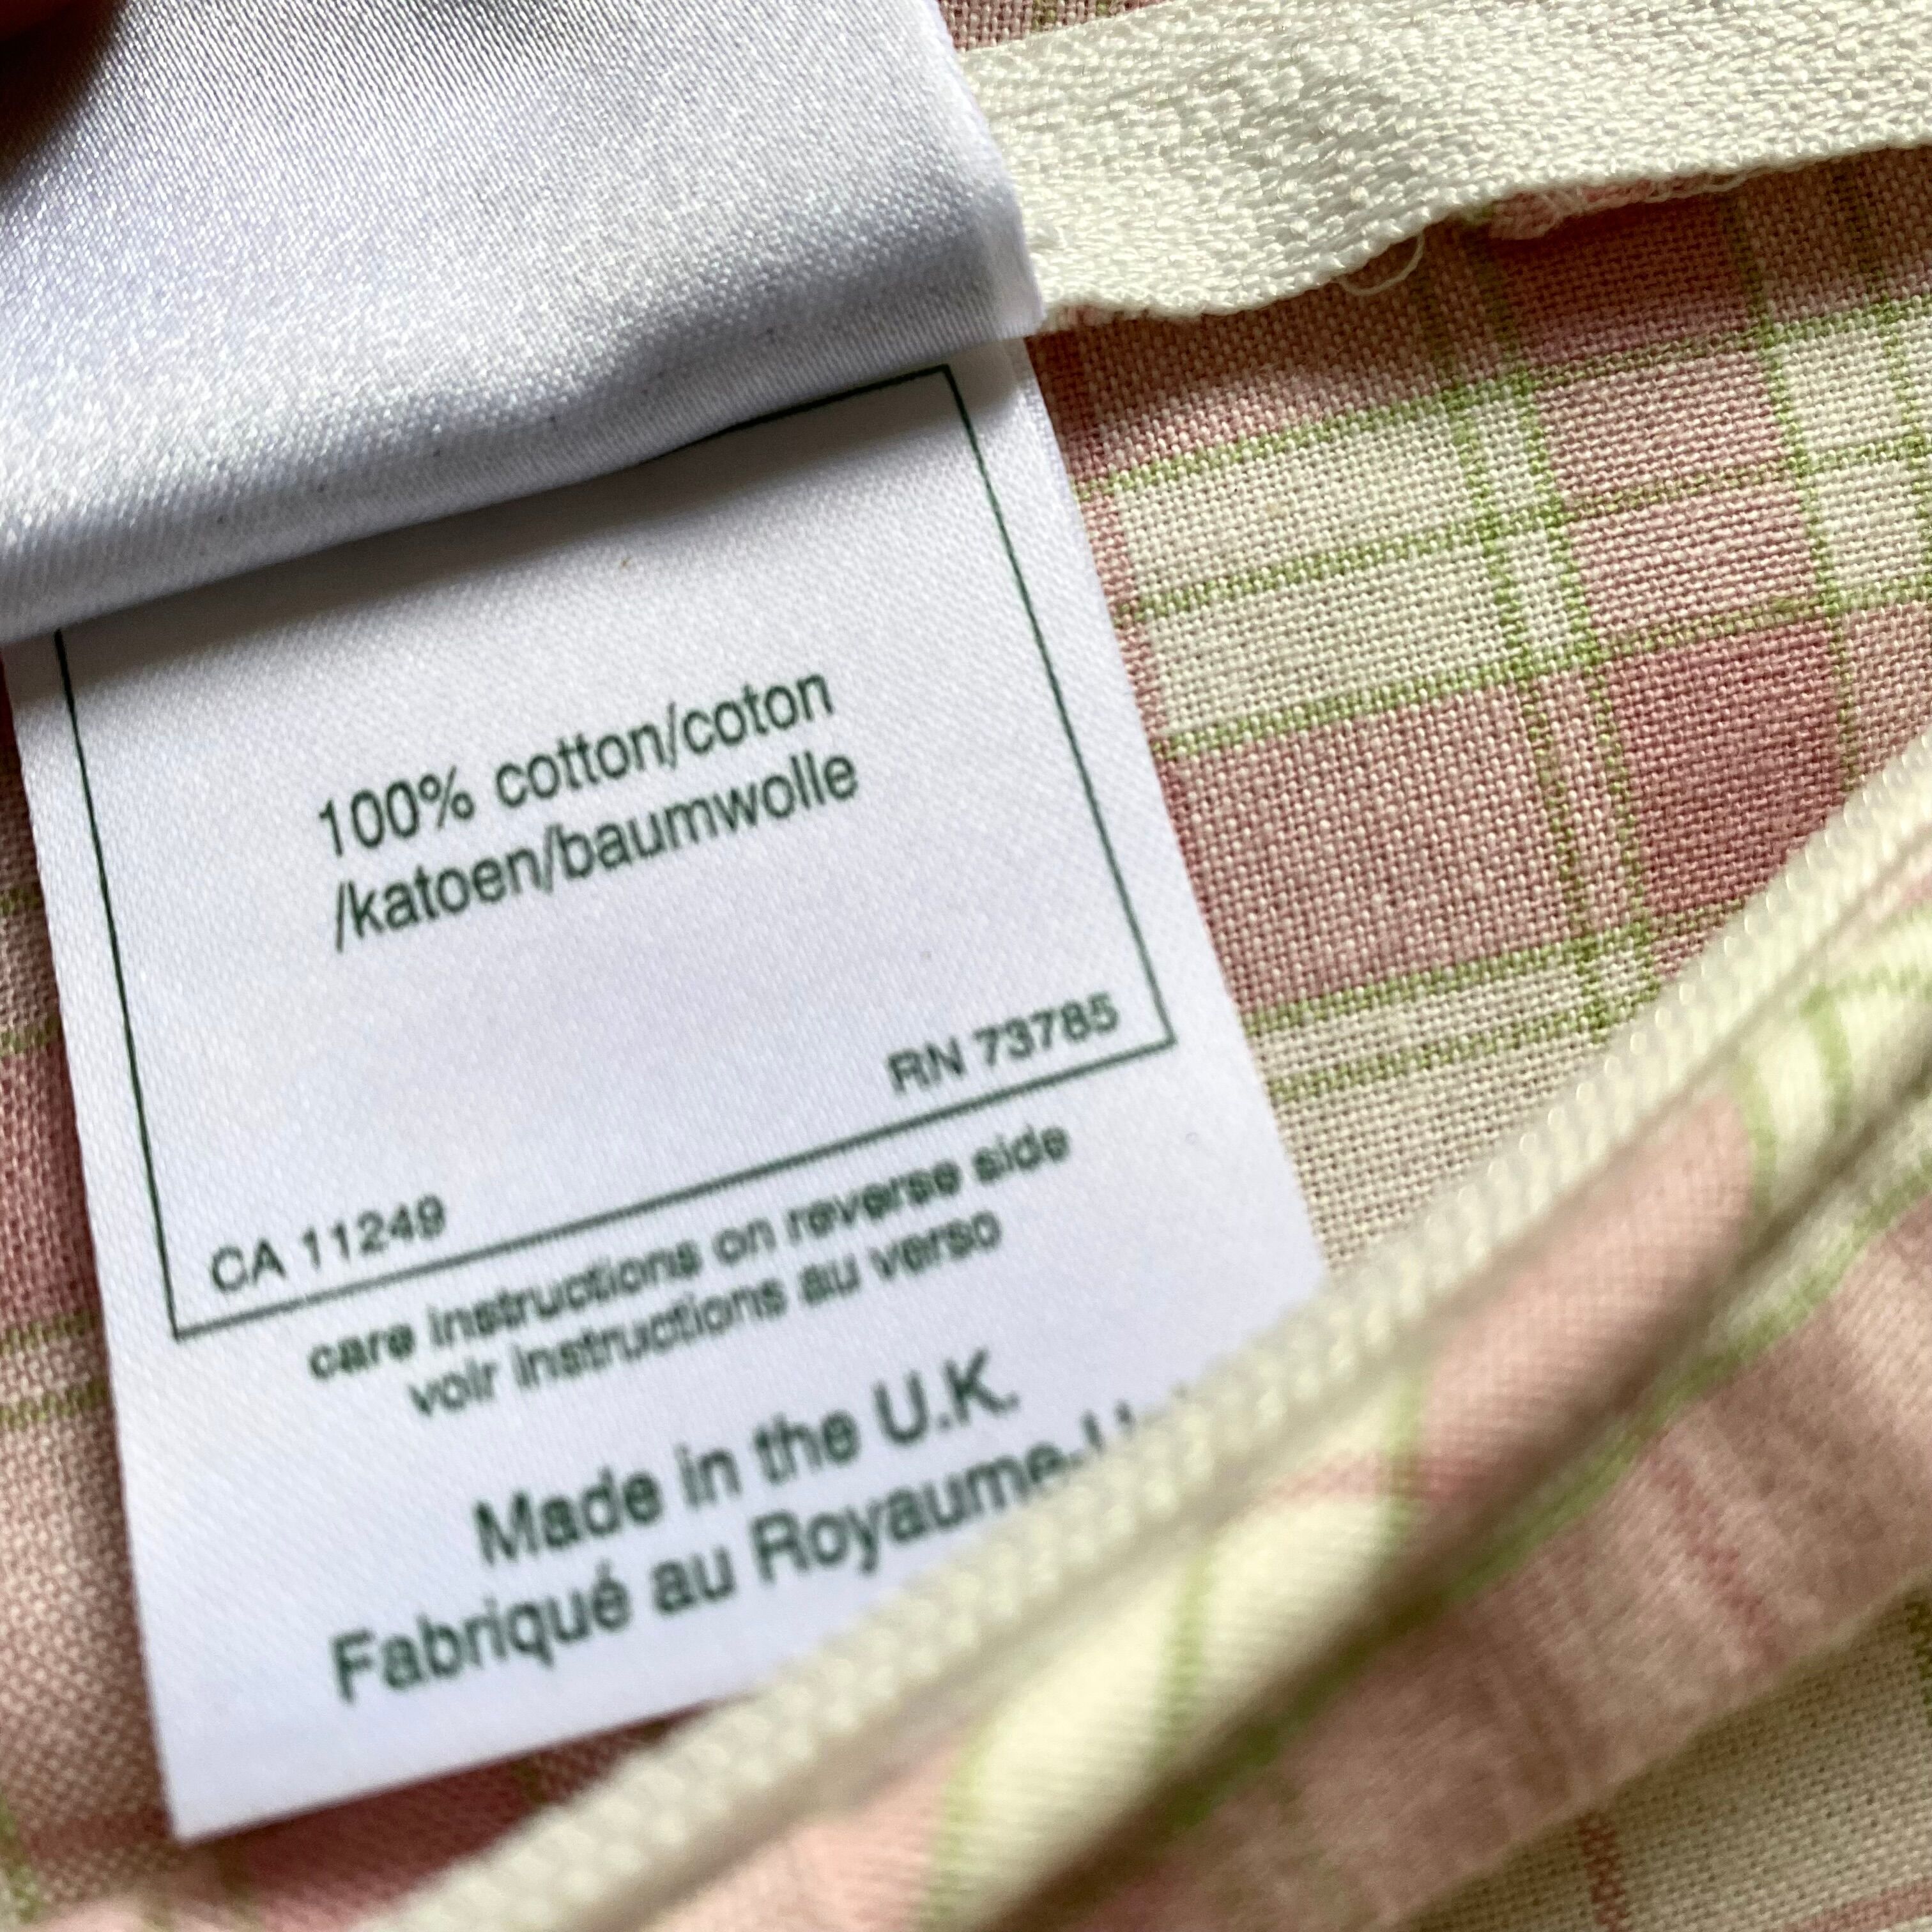 100% cotton/coton
/katoen/baumwolle
RN 73785
CA 11249
care instructions on reverse side
voir instructions au verso
Made in the U.K.
Fabriqué au